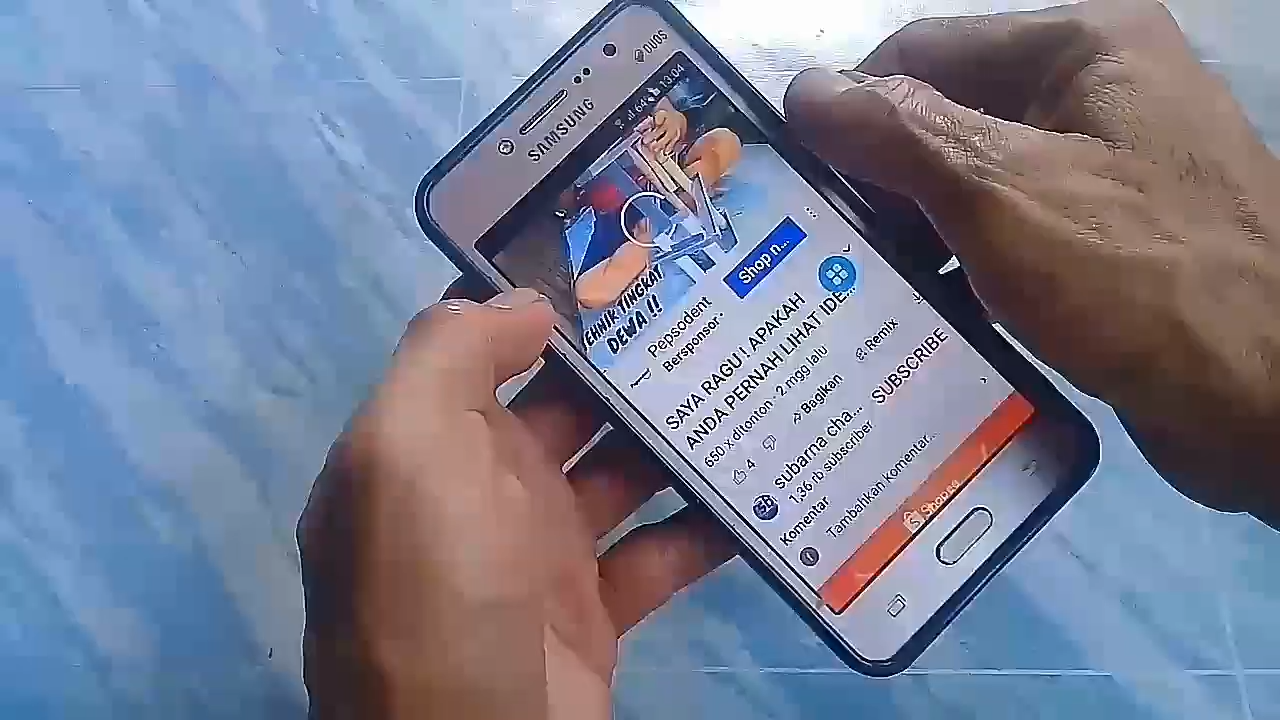 DUOS
SAMSUNG
64% 13.04
TEHNIK TINGKAT
DEWA !!
Shop n...
Pepsodent
Bersponsor
SAYA RAGU ! APAKAH
ANDA PERNAH LIHAT IDE...
650 x ditonton · 2 mgg lalu
4
Bagikan
Remix
Subarna cha...
1,36 rb subscriber
SUBSCRIBE
Komentar
Tambahkan komentar...
Shopee